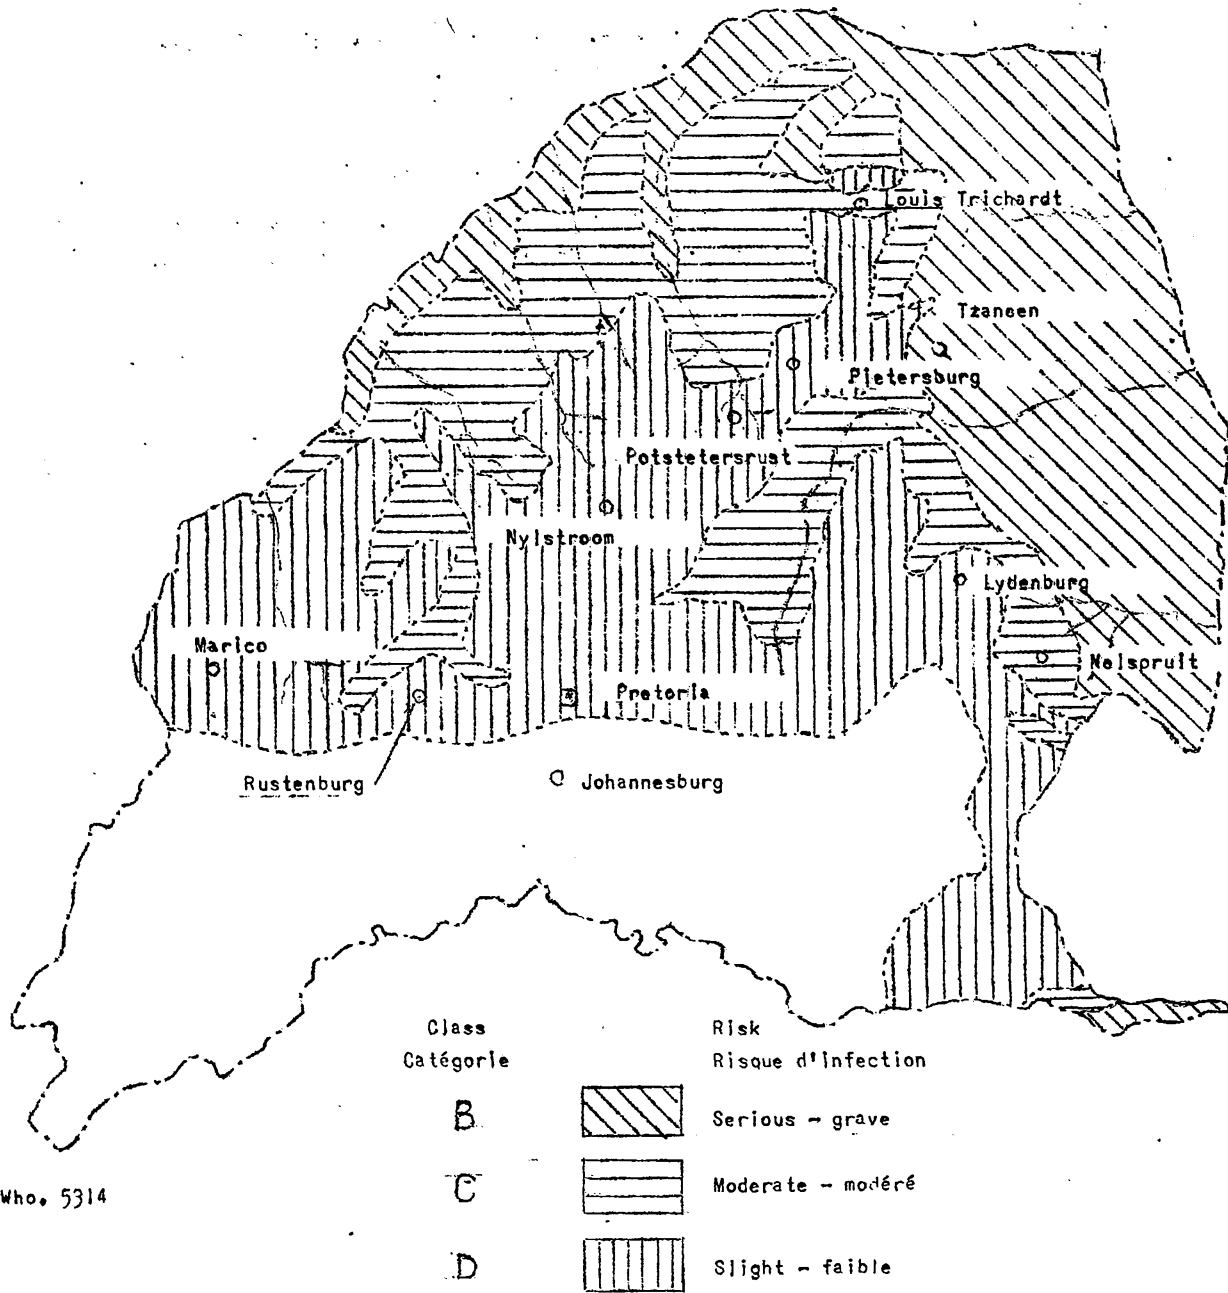 Louis Trichardt
Tzaneen
Pietersburg
Potstetersrust
Nylstroom
Lydenburg
Marico
Nelspruit
Pretoria
Rustenburg
Johannesburg
Class
Risk
Catégorie
Risque d'infection
B
Serious - grave
C
Moderate - modéré
Who. 5314
D
Slight - faible